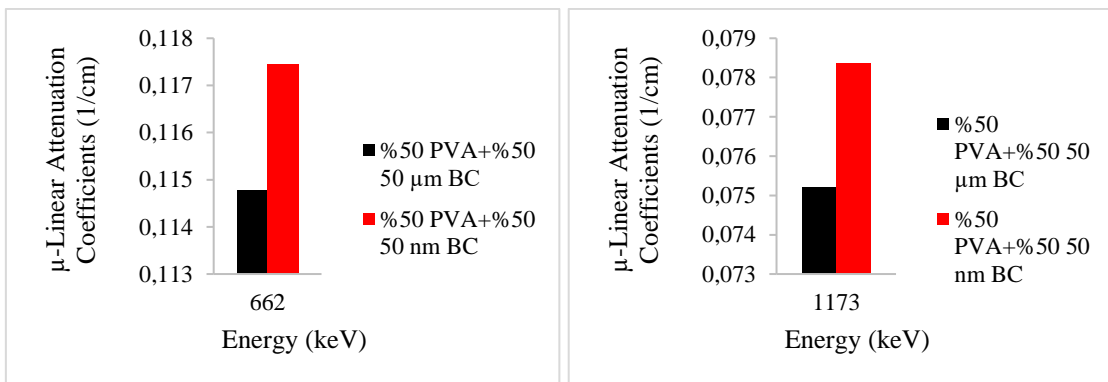 µ-Linear Attenuation
Coefficients (1/cm)
0,118
0,117
0,116
0,115
0,114
0,113
662
Energy (keV)
%50 PVA+%50
50 µm BC
%50 PVA+%50
50 nm BC
µ-Linear Attenuation
Coefficients (1/cm)
0,079
0,078
0,077
0,076
0,075
0,074
0,073
1173
Energy (keV)
%50
PVA+%50 50
µm BC
%50
PVA+%50 50
nm BC